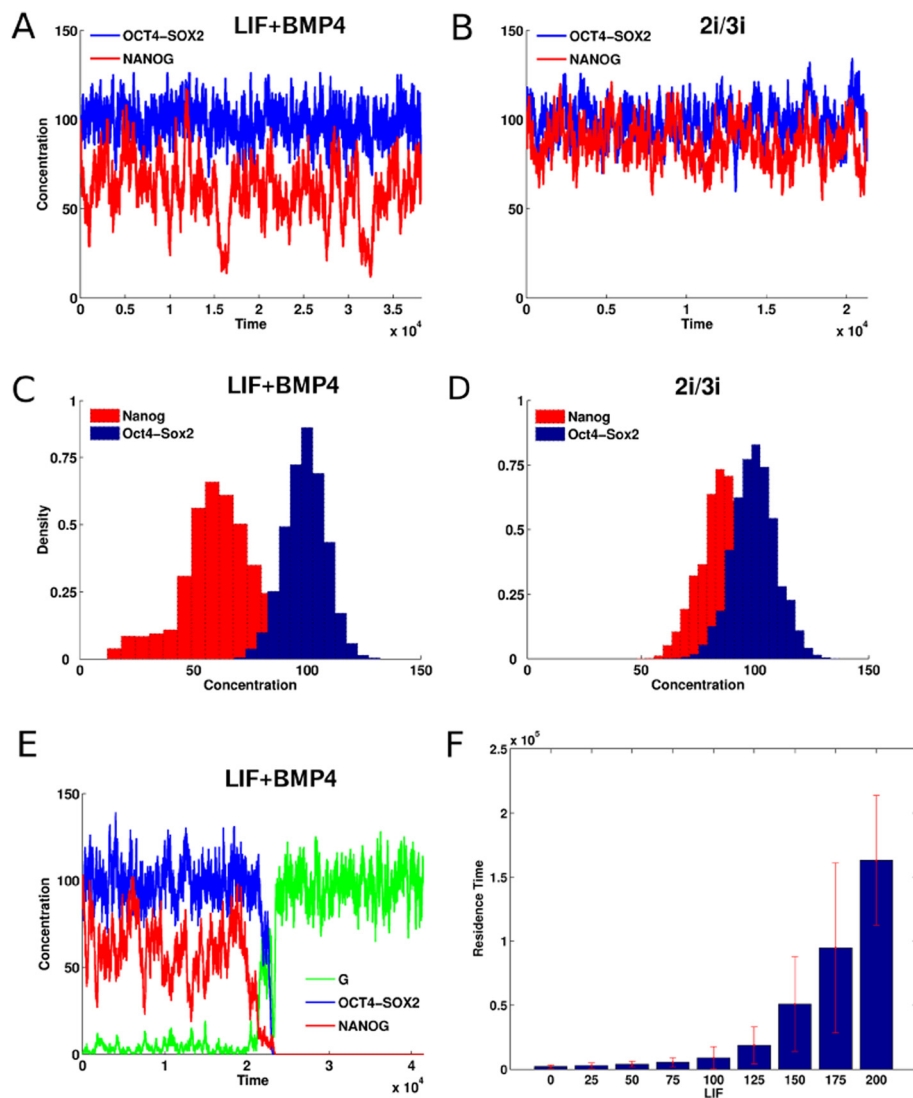 A
LIF+BMP4
150
100
50
0
Concentration
OCT4-SOX2
NANOG
0 0.5 1 1.5 2 2.5 3 3.5
Time
x 10^4
B
2i/3i
150
100
50
0
OCT4-SOX2
NANOG
0 1 2
Time
x 10^4
C
LIF+BMP4
1
0.75
0.5
0.25
0
Density
Nanog
Oct4-Sox2
0 50 100 150
Concentration
D
2i/3i
1
0.75
0.5
0.25
0
Nanog
Oct4-Sox2
0 50 100 150
Concentration
E
LIF+BMP4
150
100
50
0
Concentration
G
OCT4-SOX2
NANOG
0 1 2 3 4
Time
x 10^4
F
x 10^5
2.5
2
1.5
1
0.5
0
Residence Time
0 25 50 75 100 125 150 175 200
LIF